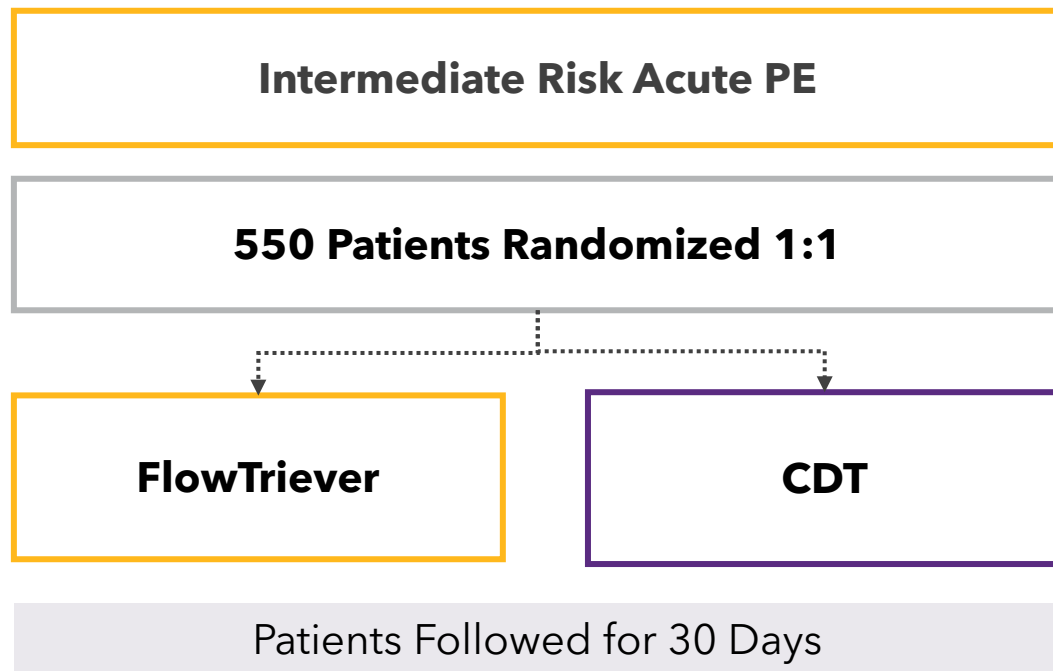 Intermediate Risk Acute PE
550 Patients Randomized 1:1
FlowTriever
CDT
Patients Followed for 30 Days